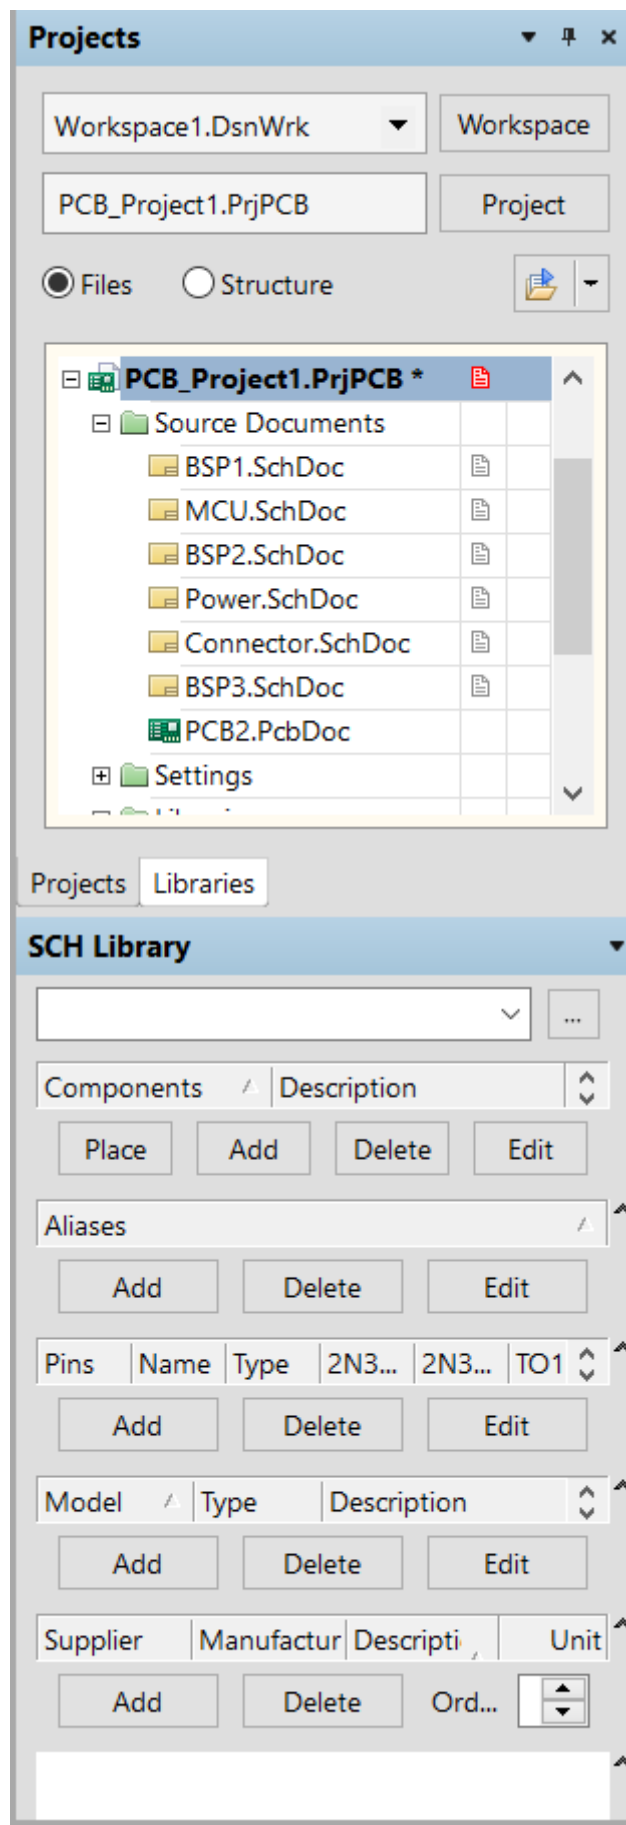 Projects
Workspace1.DsnWrk Workspace
PCB_Project1.PrjPCB Project
Files Structure
PCB_Project1.PrjPCB *
Source Documents
BSP1.SchDoc
MCU.SchDoc
BSP2.SchDoc
Power.SchDoc
Connector.SchDoc
BSP3.SchDoc
PCB2.PcbDoc
Settings
Projects Libraries
SCH Library
...
Components Description
Place Add Delete Edit
Aliases
Add Delete Edit
Pins Name Type 2N3... 2N3... TO1
Add Delete Edit
Model Type Description
Add Delete Edit
Supplier Manufactur Descripti Unit
Add Delete Ord...